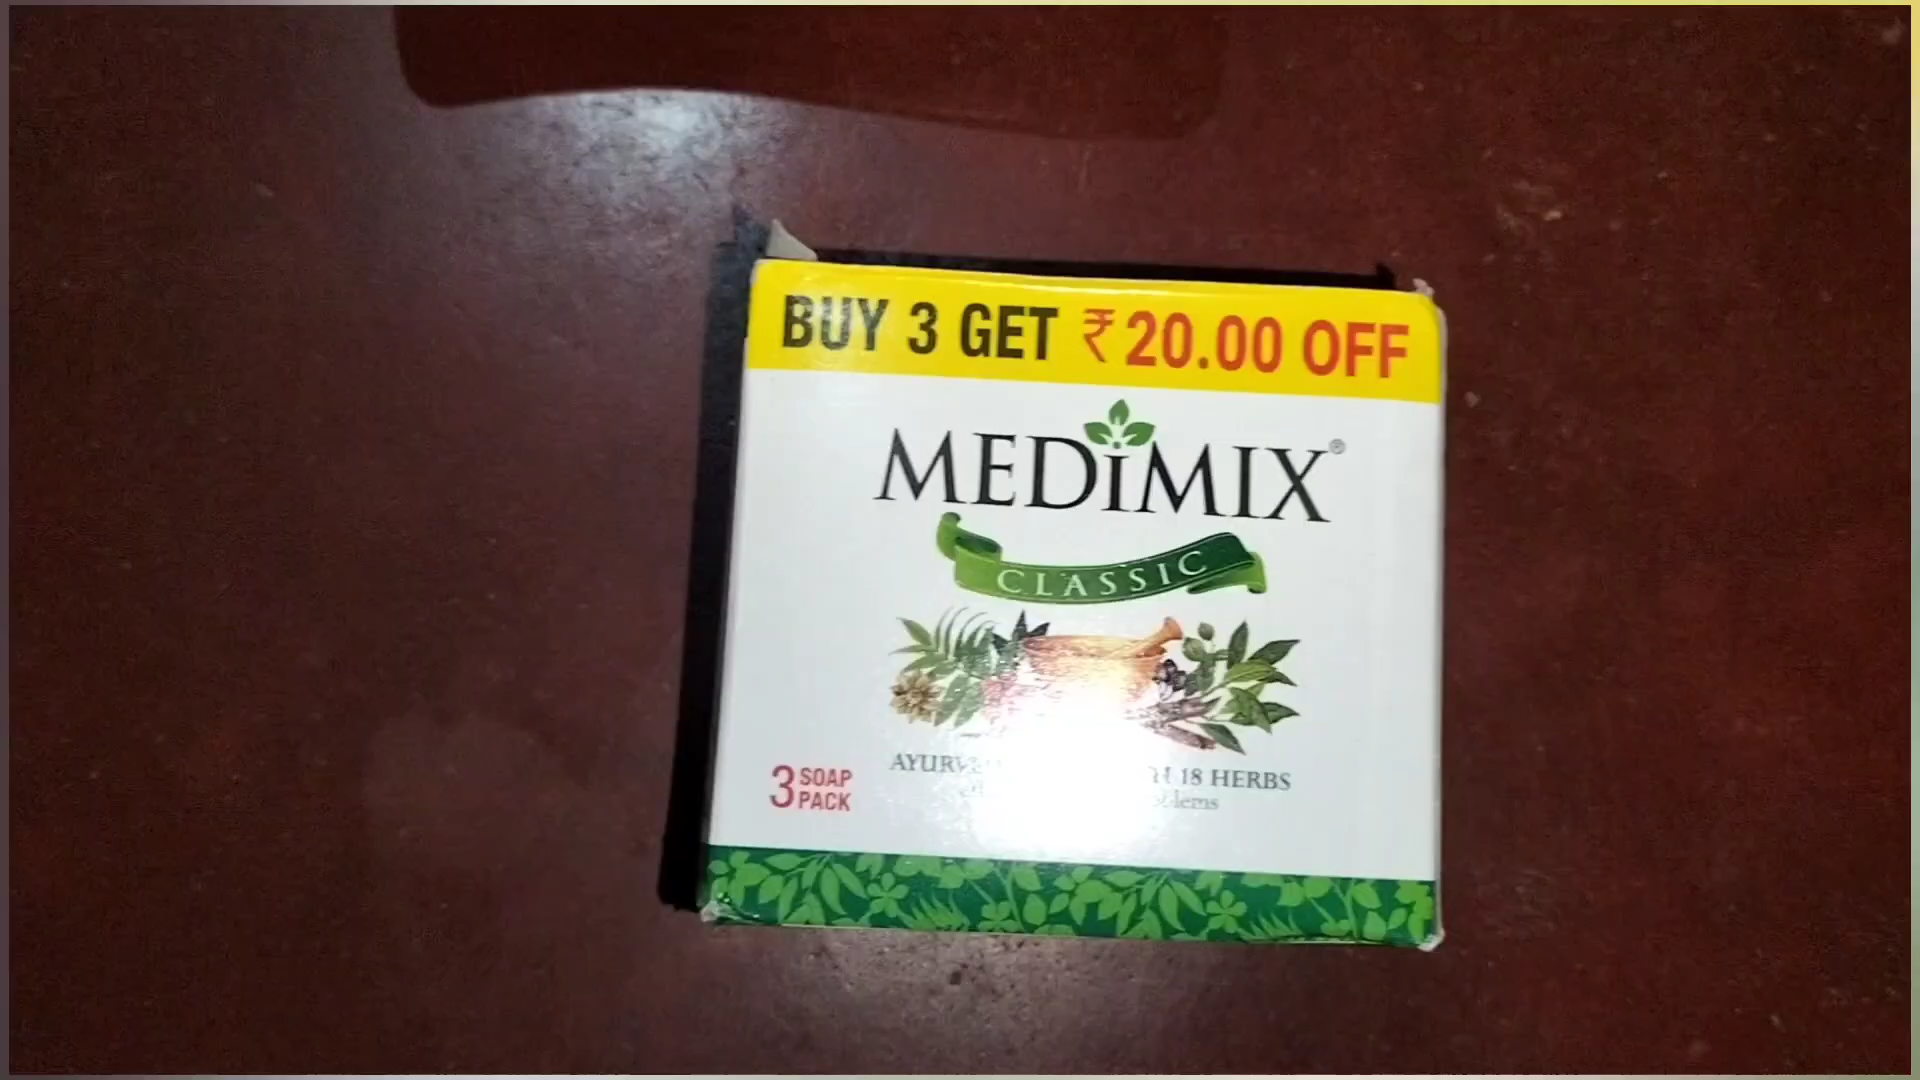 BUY 3 GET ₹20.00 OFF
MEDiMIX®
CLASSIC
18 HERBS
3 SOAP
PACK